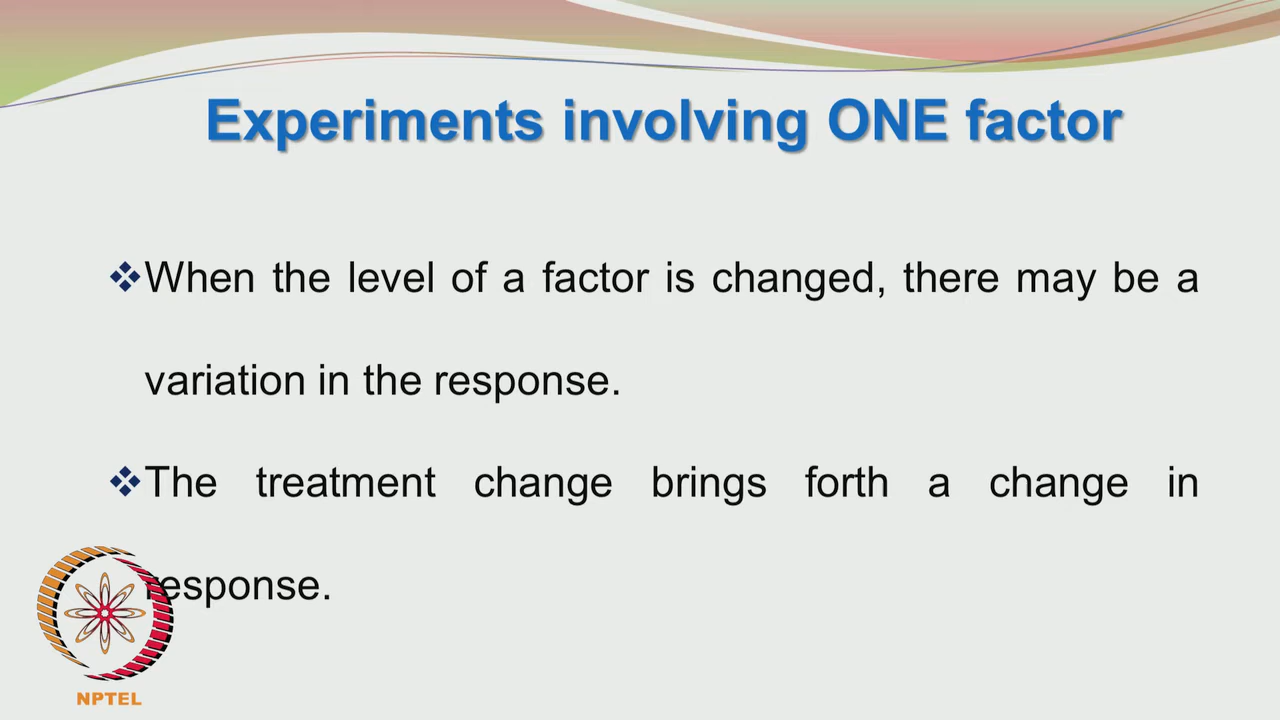 Experiments involving ONE factor
❖When the level of a factor is changed, there may be a
variation in the response.
❖The treatment change brings forth a change in
response.
NPTEL